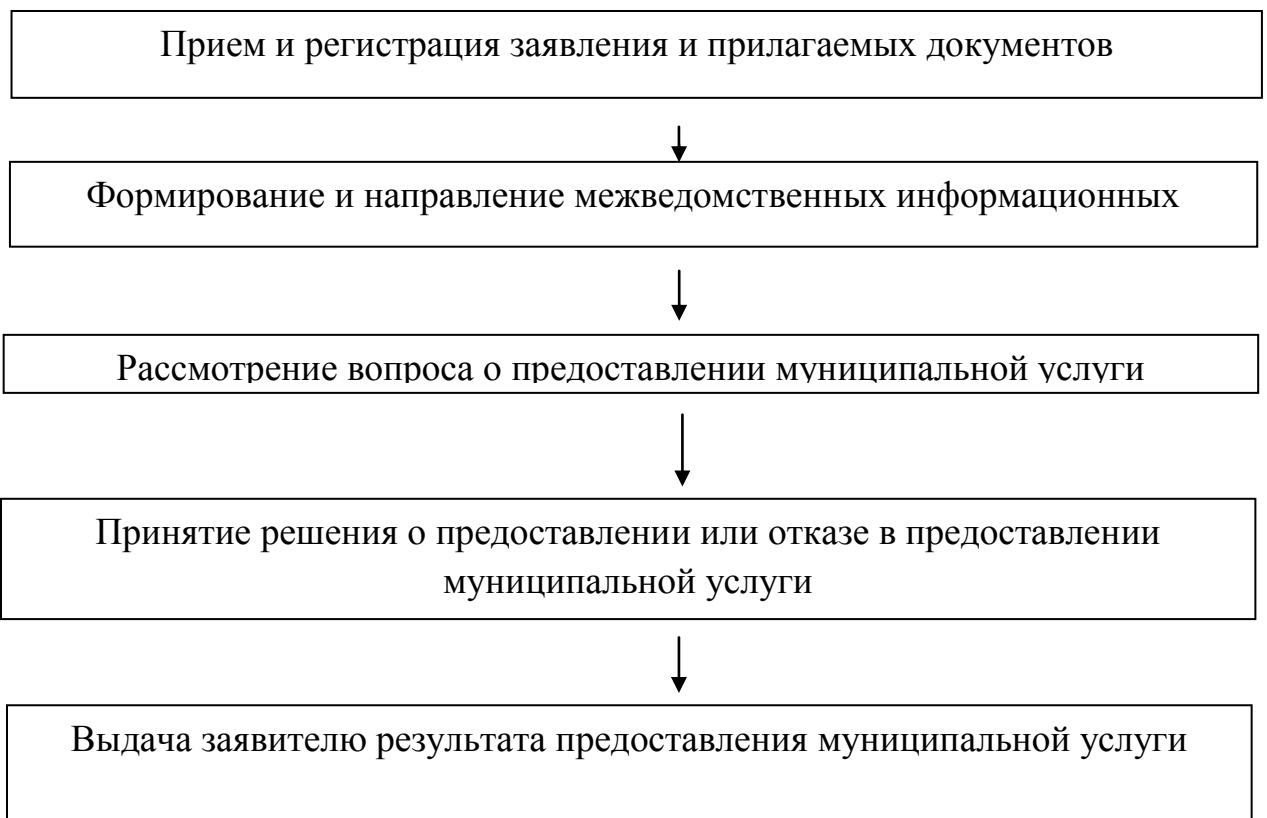 Прием и регистрация заявления и прилагаемых документов
Формирование и направление межведомственных информационных
Рассмотрение вопроса о предоставлении муниципальной услуги
Принятие решения о предоставлении или отказе в предоставлении
муниципальной услуги
Выдача заявителю результата предоставления муниципальной услуги